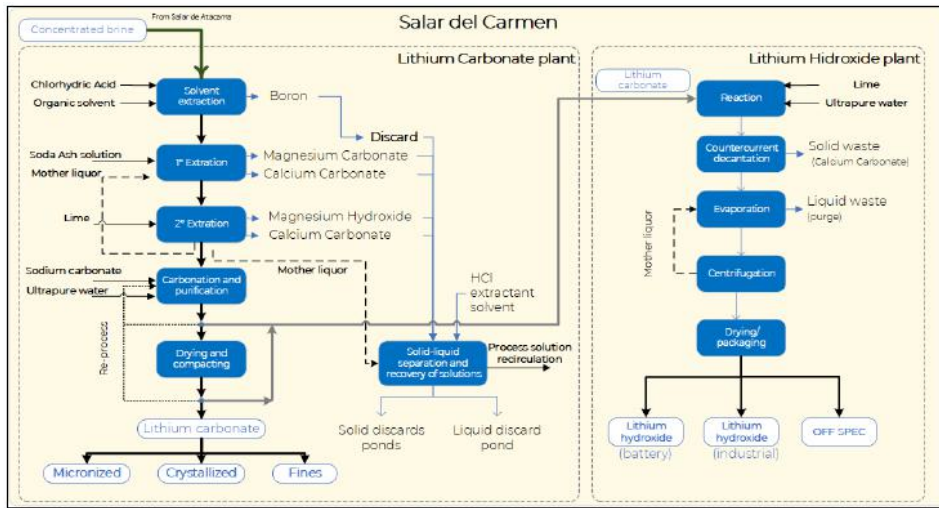 Salar del Carmen
From Salar de Atacama
Concentrated brine
Lithium Carbonate plant
Chlorhydric Acid
Organic solvent
Solvent
extraction
Boron
Discard
Soda Ash solution
Mother liquor
1° Extration
Magnesium Carbonate
Calcium Carbonate
Lime
2° Extration
Magnesium Hydroxide
Calcium Carbonate
Mother liquor
Sodium carbonate
Ultrapure water
Carbonation and
purification
HCl
extractant
solvent
Re-process
Drying and
compacting
Solid-liquid
separation and
recovery of solutions
Process solution
recirculation
Lithium carbonate
Solid discards
ponds
Liquid discard
pond
Micronized
Crystallized
Fines
Lithium Hidroxide plant
Lithium
carbonate
Reaction
Lime
Ultrapure water
Countercurrent
decantation
Solid waste
(Calcium Carbonate)
Evaporation
Liquid waste
(purge)
Mother liquor
Centrifugation
Drying/
packaging
Lithium
hydroxide
(battery)
Lithium
hydroxide
(industrial)
OFF SPEC